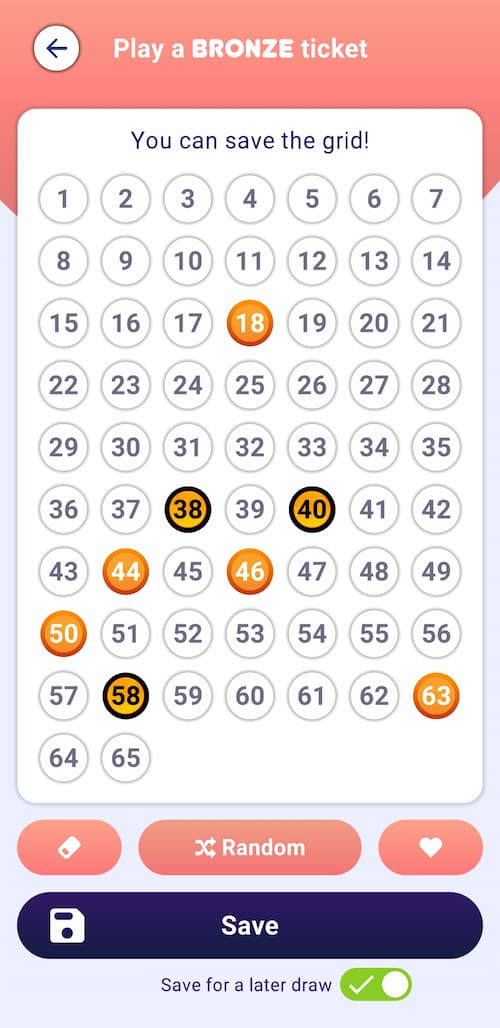 Play a BRONZE ticket
You can save the grid!
1 2 3 4 5 6 7
8 9 10 11 12 13 14
15 16 17 18 19 20 21
22 23 24 25 26 27 28
29 30 31 32 33 34 35
36 37 38 39 40 41 42
43 44 45 46 47 48 49
50 51 52 53 54 55 56
57 58 59 60 61 62 63
64 65
Random
Save
Save for a later draw